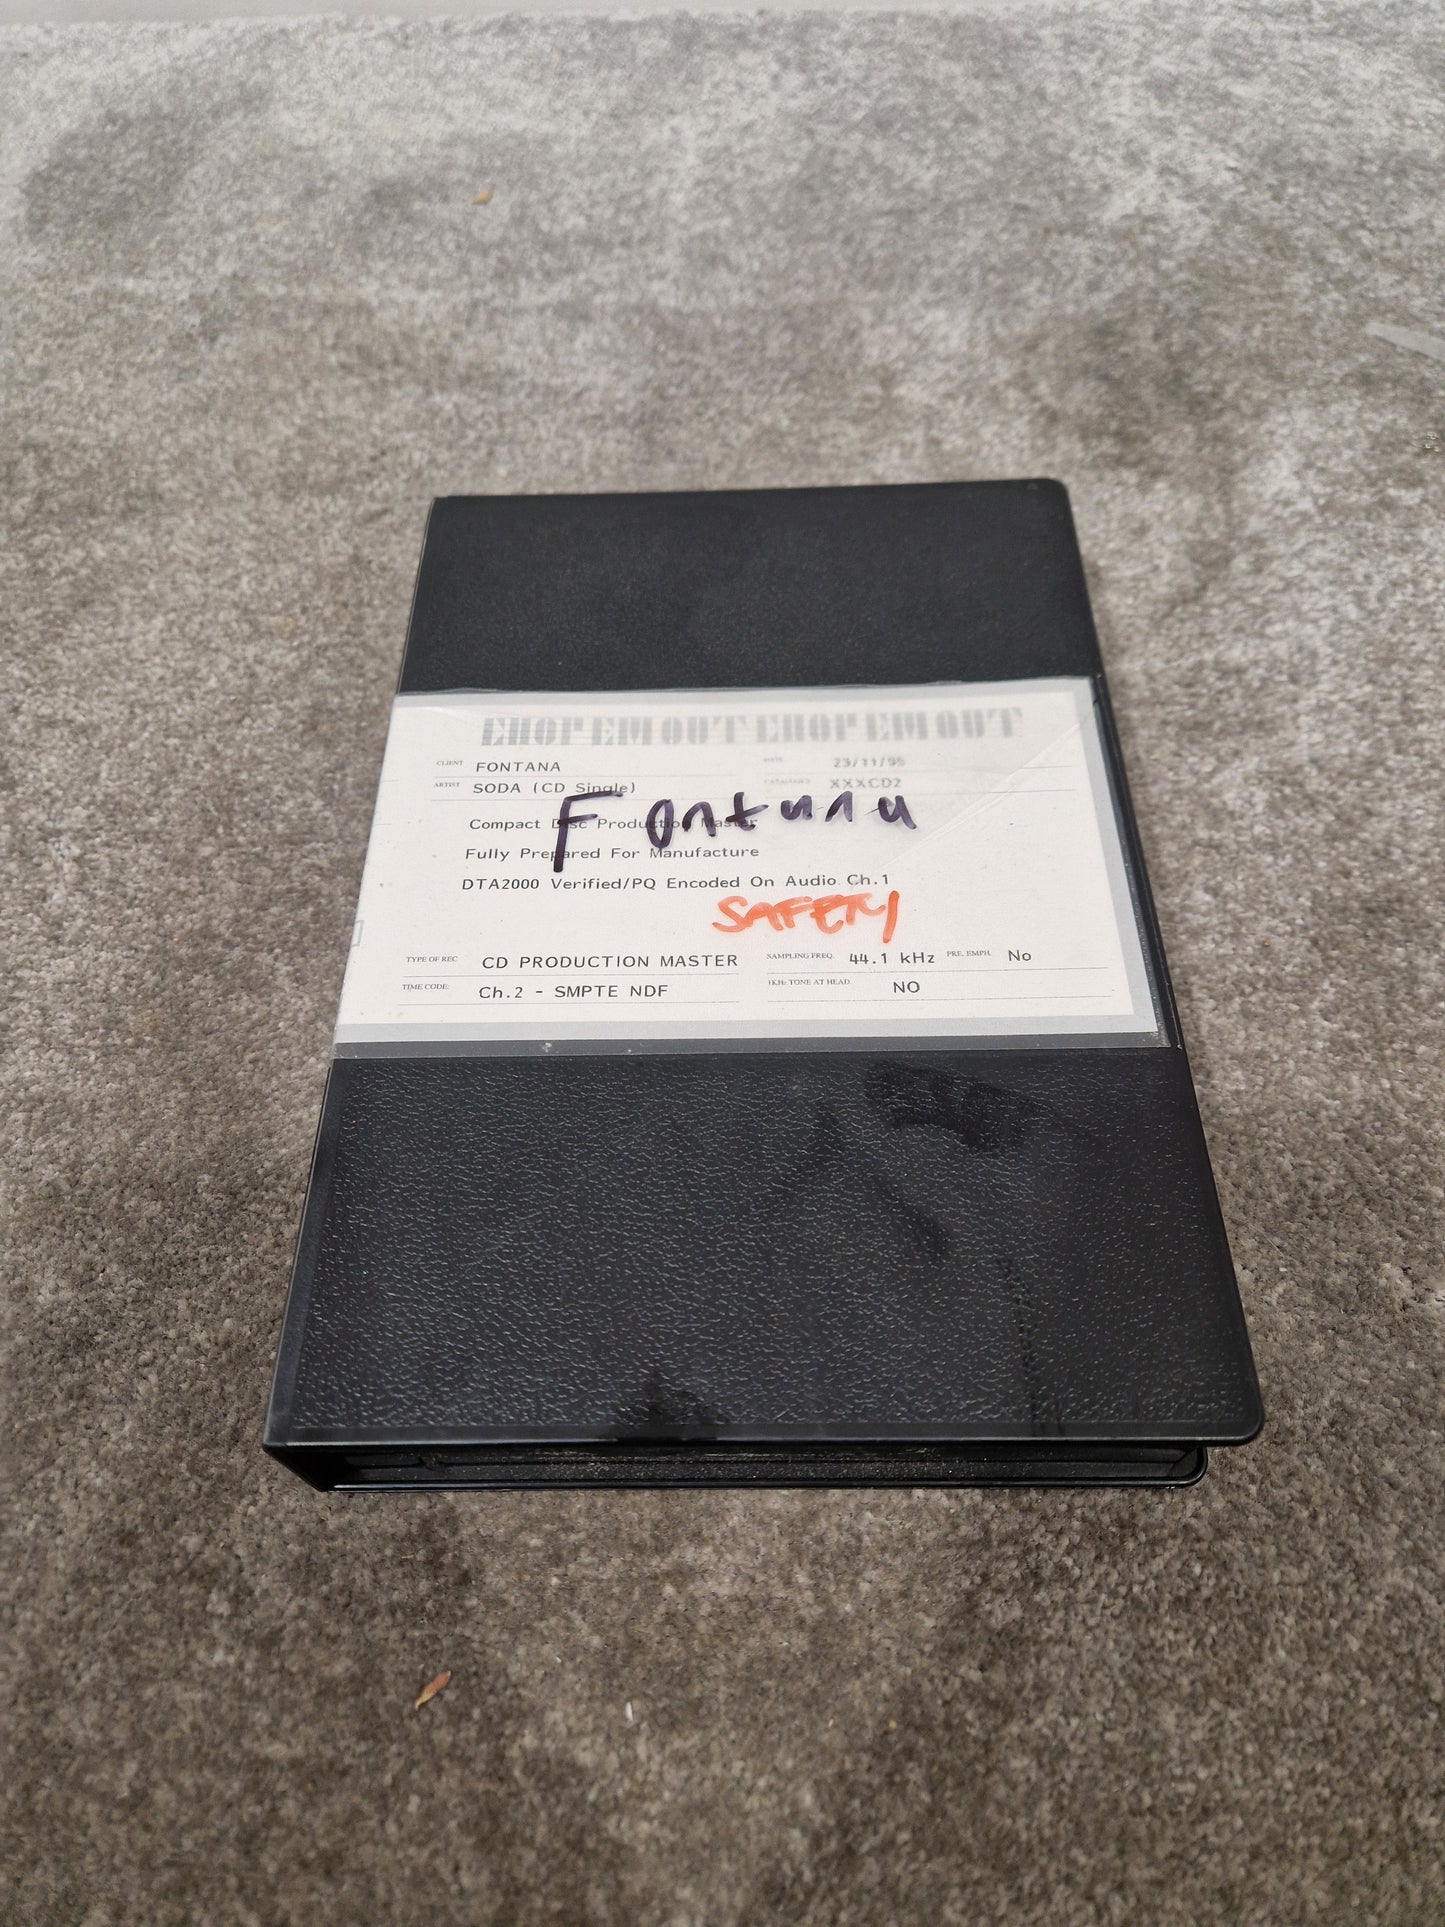 CHOP EM OUT CHOP EM OUT
CLIENT FONTANA DATE 23/11/95
ARTIST SODA (CD Single) CATALOGUE XXXCD2
Fontana
Compact Disc Production Master
Fully Prepared For Manufacture
DTA2000 Verified/PQ Encoded On Audio Ch.1
SAFETY
TYPE OF REC CD PRODUCTION MASTER SAMPLING FREQ. 44.1 kHz PRE. EMPH. No
TIME CODE: Ch.2 - SMPTE NDF 1KHz TONE AT HEAD NO